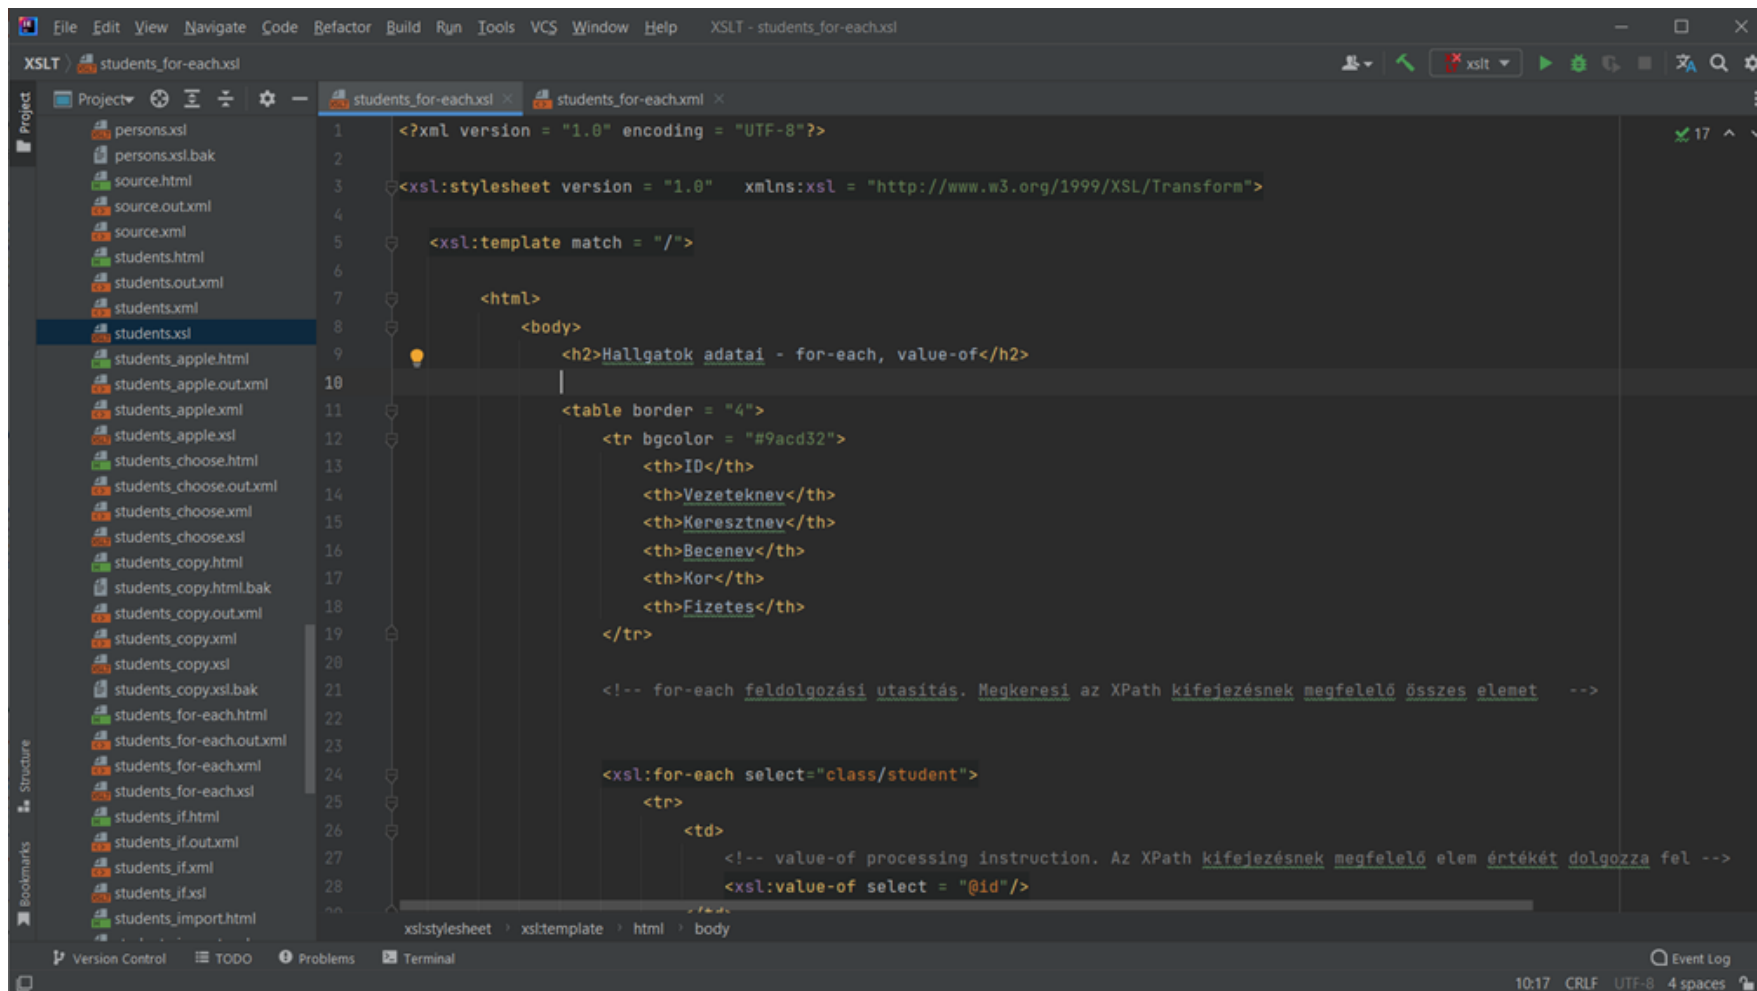 File Edit View Navigate Code Refactor Build Run Tools VCS Window Help XSLT - students_for-each.xsl
XSLT students_for-each.xsl xslt
Project students_for-each.xsl students_for-each.xml
Project
persons.xsl
persons.xsl.bak
source.html
source.out.xml
source.xml
students.html
students.out.xml
students.xml
students.xsl
students_apple.html
students_apple.out.xml
students_apple.xml
students_apple.xsl
students_choose.html
students_choose.out.xml
students_choose.xml
students_choose.xsl
students_copy.html
students_copy.html.bak
students_copy.out.xml
students_copy.xml
students_copy.xsl
students_copy.xsl.bak
students_for-each.html
students_for-each.out.xml
students_for-each.xml
students_for-each.xsl
students_if.html
students_if.out.xml
students_if.xml
students_if.xsl
students_import.html
Structure
Bookmarks
17
1 <?xml version = "1.0" encoding = "UTF-8"?>
2
3 <xsl:stylesheet version = "1.0" xmlns:xsl = "http://www.w3.org/1999/XSL/Transform">
4
5 <xsl:template match = "/">
6
7 <html>
8 <body>
9 <h2>Hallgatok adatai - for-each, value-of</h2>
10
11 <table border = "4">
12 <tr bgcolor = "#9acd32">
13 <th>ID</th>
14 <th>Vezeteknev</th>
15 <th>Keresztnev</th>
16 <th>Becenev</th>
17 <th>Kor</th>
18 <th>Fizetes</th>
19 </tr>
20
21 <!-- for-each feldolgozási utasítás. Megkeresi az XPath kifejezésnek megfelelő összes elemet -->
22
23
24 <xsl:for-each select="class/student">
25 <tr>
26 <td>
27 <!-- value-of processing instruction. Az XPath kifejezésnek megfelelő elem értékét dolgozza fel -->
28 <xsl:value-of select = "@id"/>
xsl:stylesheet xsl:template html body
Version Control TODO Problems Terminal Event Log
10:17 CRLF UTF-8 4 spaces